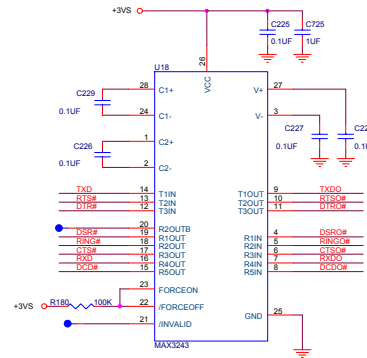 +3VS
C225
C725
0.1UF
1UF
26
U18
VCC
28
C1+
V+
27
C229
0.1UF
24
C1-
V-
3
1
C2+
C227
0.1UF
C226
0.1UF
2
C2-
TXD
14
T1IN
T1OUT
9
TXDO
RTS#
13
T2IN
T2OUT
10
RTSO#
DTR#
12
T3IN
T3OUT
11
DTRO#
20
R2OUTB
DSR#
19
R1OUT
R1IN
4
DSRO#
RING#
18
R2OUT
R2IN
5
RINGO#
CTS#
17
R3OUT
R3IN
6
CTSO#
RXD
16
R4OUT
R4IN
7
RXDO
DCD#
15
R5OUT
R5IN
8
DCDO#
23
FORCEON
+3VS
R180
100K
22
/FORCEOFF
GND
25
21
/INVALID
MAX3243